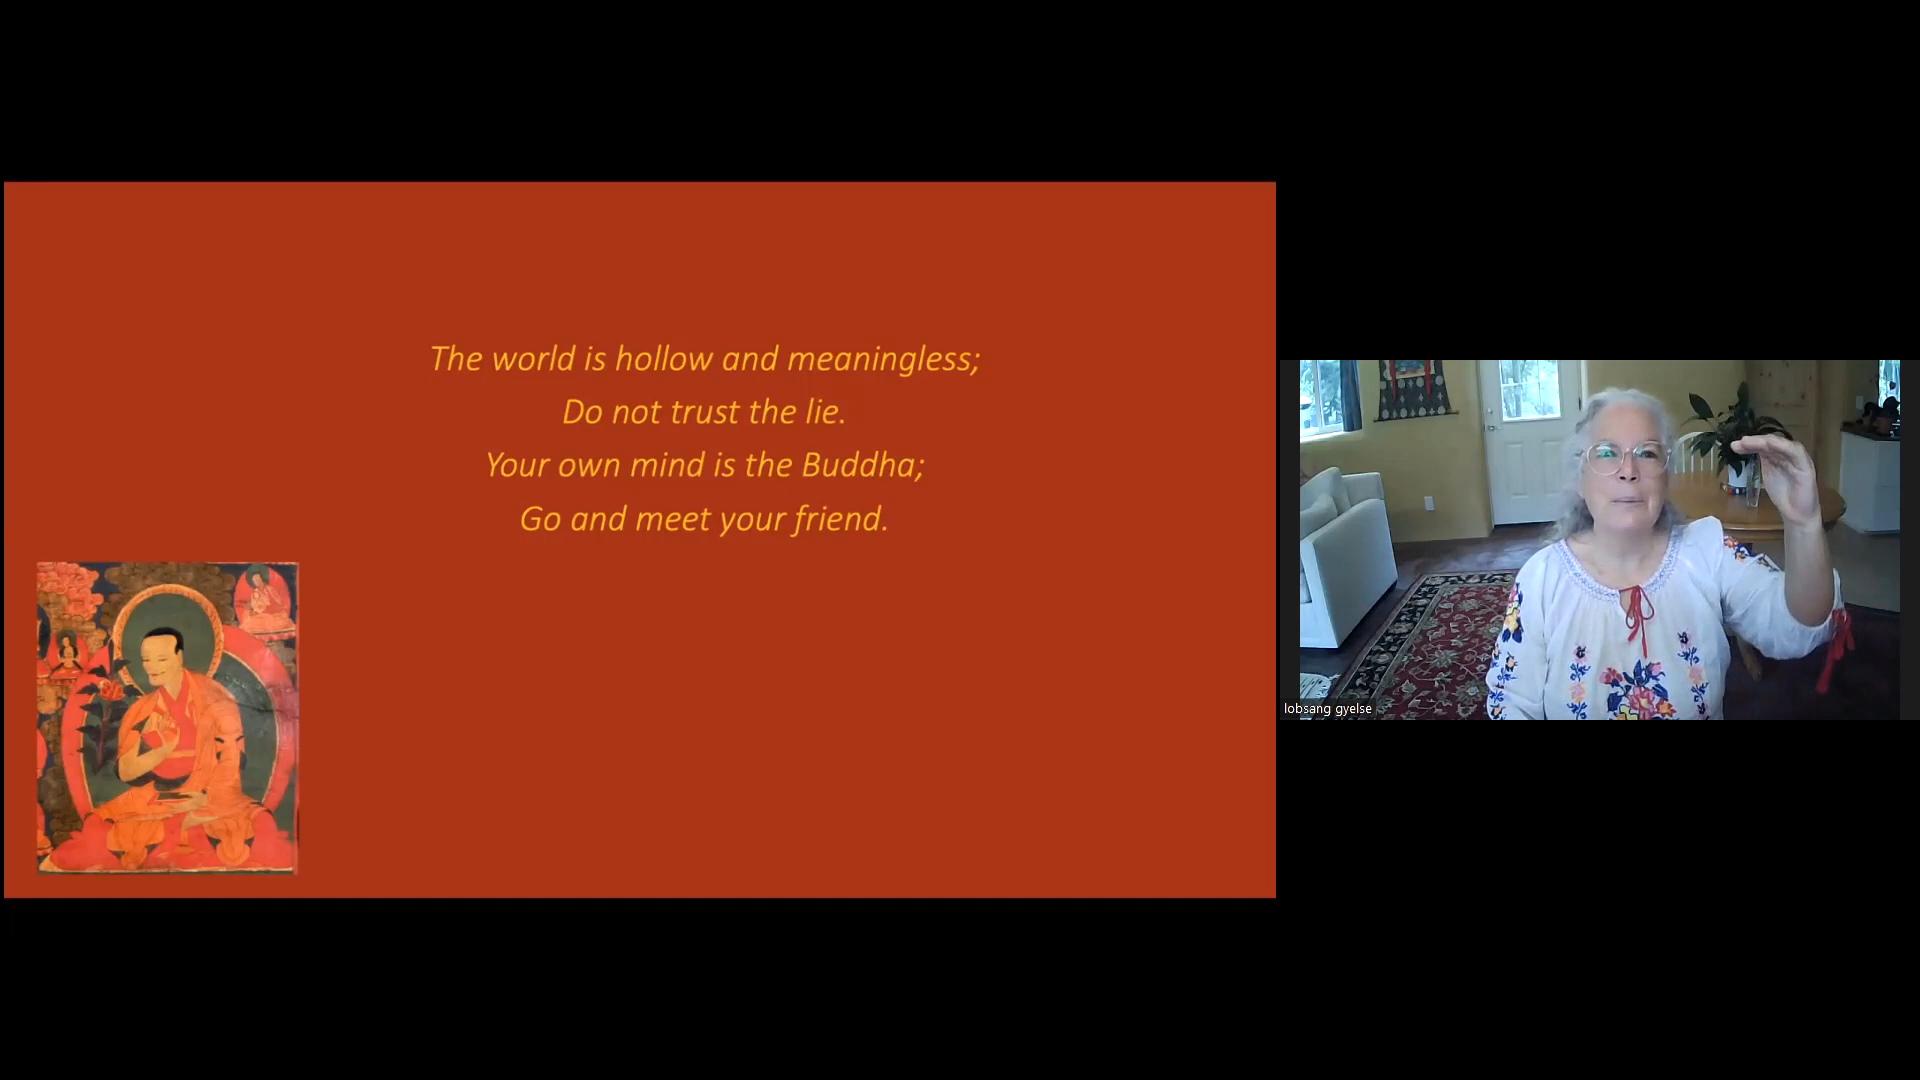 The world is hollow and meaningless;
Do not trust the lie.
Your own mind is the Buddha;
Go and meet your friend.
lobsang gyelse